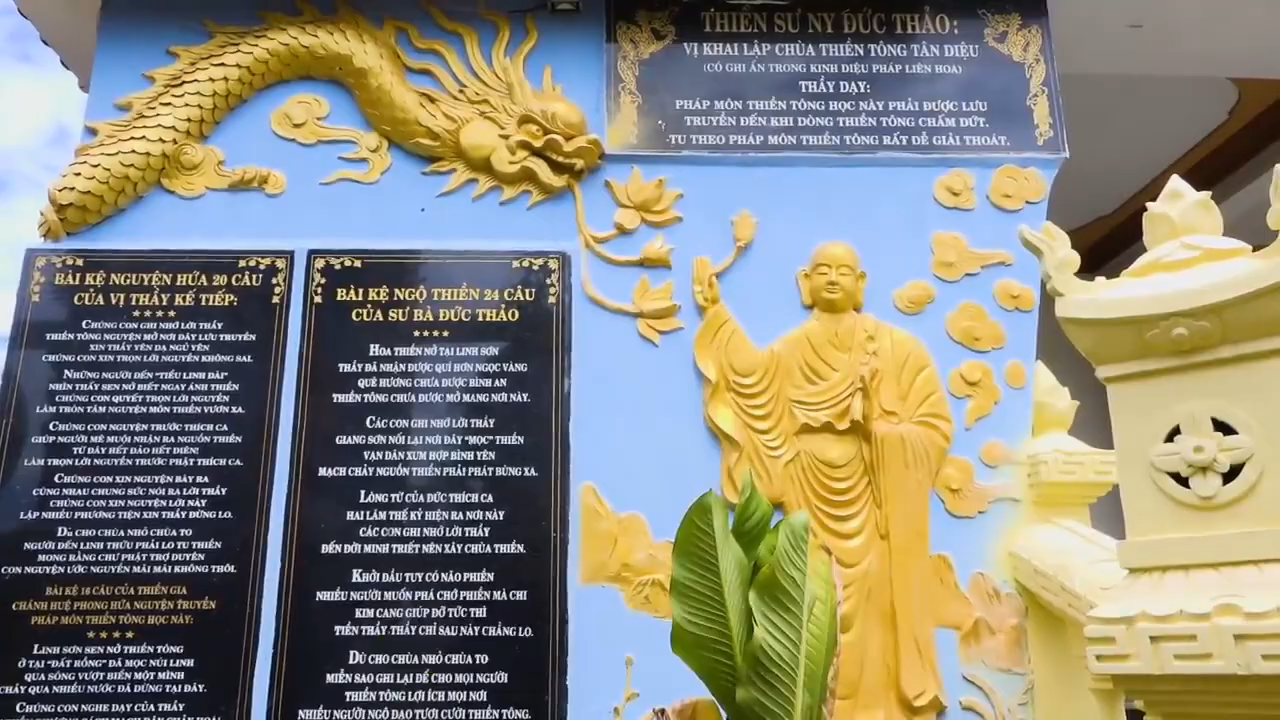 THIỀN SƯ NY ĐỨC THẢO:
VỊ KHAI LẬP CHÙA THIỀN TÔNG TÂN DIỆU
(CÓ GHI ẨN TRONG KINH DIỆU PHÁP LIÊN HOA)
THẦY DẠY:
PHÁP MÔN THIỀN TÔNG HỌC NÀY PHẢI ĐƯỢC LƯU
TRUYỀN ĐẾN KHI DÒNG THIỀN TÔNG CHẤM DỨT.
TU THEO PHÁP MÔN THIỀN TÔNG RẤT DỄ GIẢI THOÁT.
BÀI KỆ NGUYỆN HỨA 20 CÂU
CỦA VỊ THẦY KẾ TIẾP:
CHÚNG CON GHI NHỚ LỜI THẦY
THIỀN TÔNG NGUYỆN MỞ NƠI ĐÂY LƯU TRUYỀN
XIN THẦY YÊN DẠ NGỦ YÊN
CHÚNG CON XIN TRỌN LỜI NGUYỀN KHÔNG SAI.
NHỮNG NGƯỜI ĐẾN "TIỂU LINH ĐÀI"
NHÌN THẤY SEN NỞ BIẾT NGAY ÁNH THIỀN
CHÚNG CON QUYẾT TRỌN LỜI NGUYỀN
LÀM TRÒN TÂM NGUYỆN MÔN THIỀN VƯƠN XA.
CHÚNG CON NGUYỆN TRƯỚC THÍCH CA
GIÚP NGƯỜI MÊ MUỘI NHẬN RA NGUỒN THIỀN
TỪ ĐÂY HẾT ĐẢO HẾT ĐIÊN!
LÀM TRỌN LỜI NGUYỀN TRƯỚC PHẬT THÍCH CA.
CHÚNG CON XIN NGUYỆN BÀY RA
CÙNG NHAU CHUNG SỨC NÓI RA LỜI THẦY
CHÚNG CON XIN NGUYỆN LỜI NÀY
LẬP NHIỀU PHƯƠNG TIỆN XIN THẦY ĐỪNG LO.
DÙ CHO CHÙA NHỎ CHÙA TO
NGƯỜI ĐẾN LINH THỨU PHẢI LO TU THIỀN
MONG RẰNG CHƯ PHẬT TRỢ DUYÊN
CON NGUYỆN ƯỚC NGUYỀN MÃI MÃI KHÔNG THÔI.
BÀI KỆ 16 CÂU CỦA THIỀN GIA
CHÁNH HUỆ PHONG HỨA NGUYỆN TRUYỀN
PHÁP MÔN THIỀN TÔNG HỌC NÀY:
LINH SƠN SEN NỞ THIỀN TÔNG
Ở TẠI "ĐẤT RỒNG" ĐÃ MỌC NÚI LINH
QUA SÔNG VƯỢT BIỂN MỘT MÌNH
CHẢY QUA NHIỀU NƯỚC ĐÃ DỪNG TẠI ĐÂY.
CHÚNG CON NGHE DẠY CỦA THẦY
BÀI KỆ NGỘ THIỀN 24 CÂU
CỦA SƯ BÀ ĐỨC THẢO
HOA THIỀN NỞ TẠI LINH SƠN
THẦY ĐÃ NHẬN ĐƯỢC QUÍ HƠN NGỌC VÀNG
QUÊ HƯƠNG CHƯA ĐƯỢC BÌNH AN
THIỀN TÔNG CHƯA ĐƯỢC MỞ MANG NƠI NÀY.
CÁC CON GHI NHỚ LỜI THẦY
GIANG SƠN NỐI LẠI NƠI ĐÂY "MỌC" THIỀN
VẠN DÂN XUM HỢP BÌNH YÊN
MẠCH CHẢY NGUỒN THIỀN PHẢI PHÁT BÙNG XA.
LÒNG TỪ CỦA ĐỨC THÍCH CA
HAI LĂM THẾ KỶ HIỆN RA NƠI NÀY
CÁC CON GHI NHỚ LỜI THẦY
ĐẾN ĐỜI MINH TRIẾT NÊN XÂY CHÙA THIỀN.
KHỞI ĐẦU TUY CÓ NÃO PHIỀN
NHIỀU NGƯỜI MUỐN PHÁ CHỚ PHIỀN MÀ CHI
KIM CANG GIÚP ĐỠ TỨC THÌ
TIỀN THẦY THẤY CHỈ SAU NÀY CHẲNG LO.
DÙ CHO CHÙA NHỎ CHÙA TO
MIỄN SAO GHI LẠI ĐỂ CHO MỌI NGƯỜI
THIỀN TÔNG LỢI ÍCH MỌI NƠI
NHIỀU NGƯỜI NGỘ ĐẠO TƯƠI CƯỜI THIỀN TÔNG.